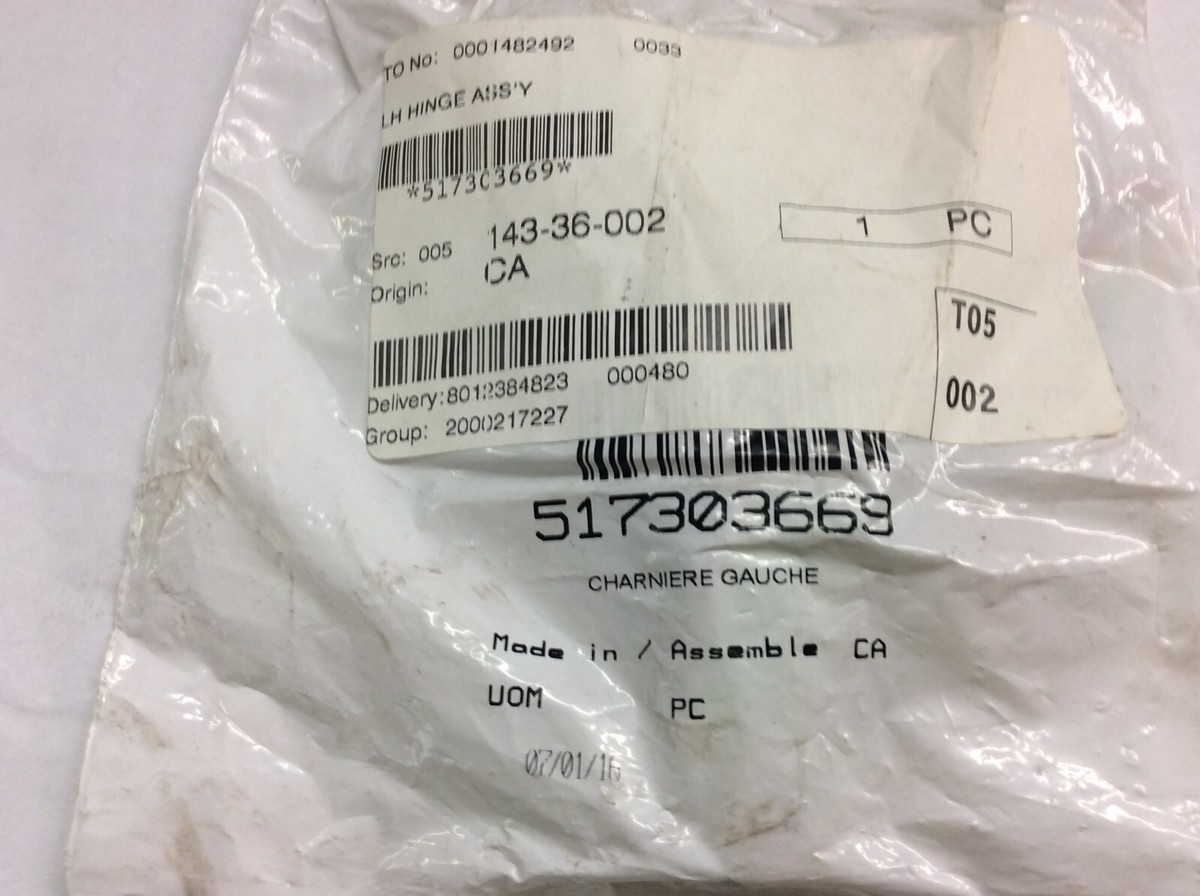 TO No: 0001482492 0033
LH HINGE ASS'Y
*517303669*
Src: 005 143-36-002 1 PC
Origin: CA
T05
Delivery: 8012384823 000480
002
Group: 2000217227
517303669
CHARNIERE GAUCHE
Made in / Assemble CA
UOM PC
07/01/16